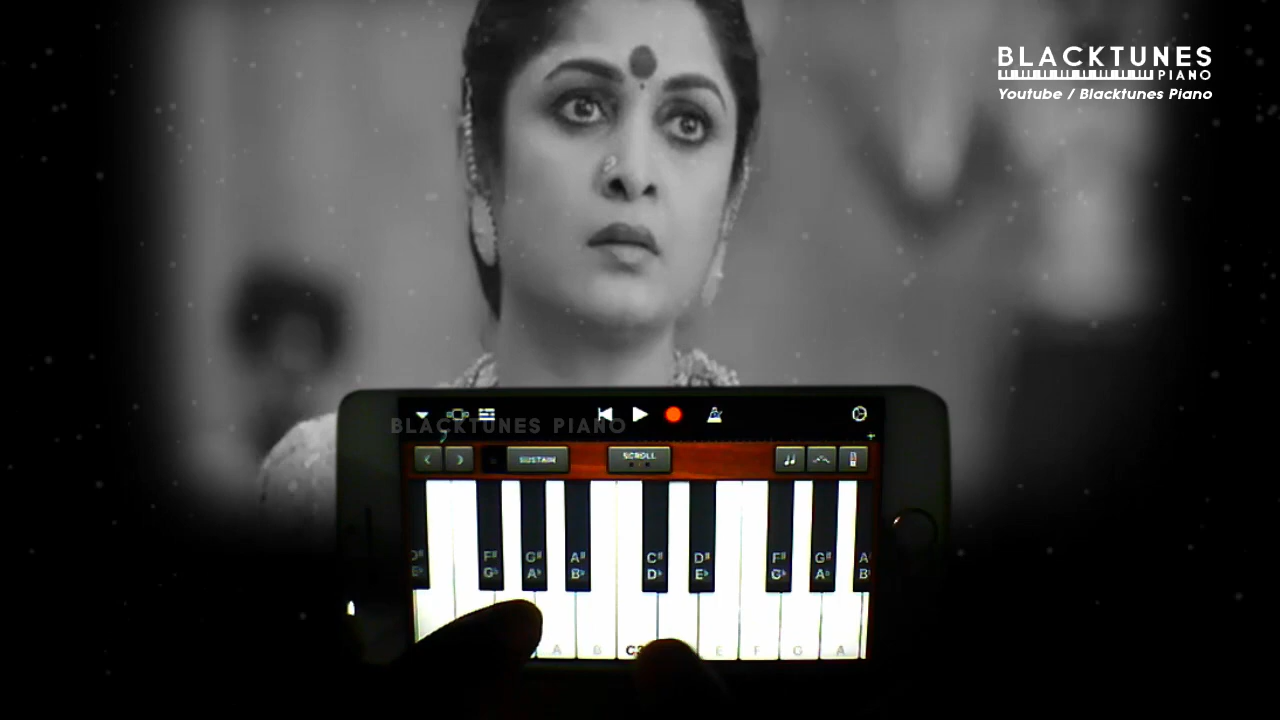 BLACKTUNES
PIANO
Youtube / Blacktunes Piano
BLACKTUNES PIANO
SUSTAIN
SCROLL
D# F# G# A# C# D# F# G# A#
E♭ G♭ A♭ B♭ D♭ E♭ G♭ A♭ B♭
A B C3 E F G A